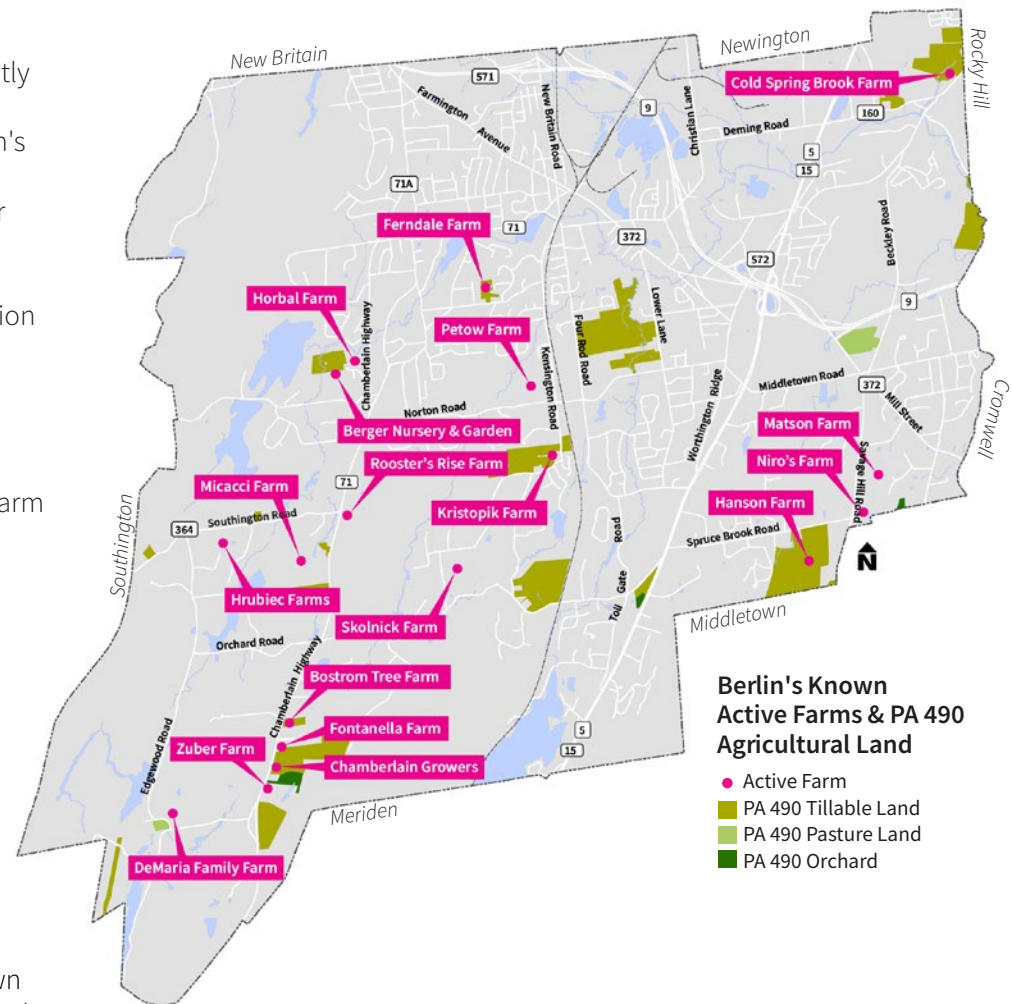 tly
n's
r
ion
arm
wn
New Britain
Newington
Rocky Hill
Cromwell
Middletown
Meriden
Southington
571
Farmington Avenue
New Britain Road
9
Christian Lane
Deming Road
160
5
15
Cold Spring Brook Farm
71A
Ferndale Farm
71
372
572
Beckley Road
9
Horbal Farm
Chamberlain Highway
Petow Farm
Kensington Road
Four Rod Road
Lower Lane
Worthington Ridge
Middletown Road
372
Mill Street
Norton Road
Berger Nursery & Garden
Matson Farm
Rooster's Rise Farm
Niro's Farm
Savage Hill Road
Micacci Farm
71
Kristopik Farm
Hanson Farm
364
Southington Road
Spruce Brook Road
N
Hrubiec Farms
Skolnick Farm
Toll Gate Road
Orchard Road
Chamberlain Highway
Bostrom Tree Farm
Fontanella Farm
Zuber Farm
Chamberlain Growers
Edgewood Road
5
15
DeMaria Family Farm
Berlin's Known
Active Farms & PA 490
Agricultural Land
Active Farm
PA 490 Tillable Land
PA 490 Pasture Land
PA 490 Orchard